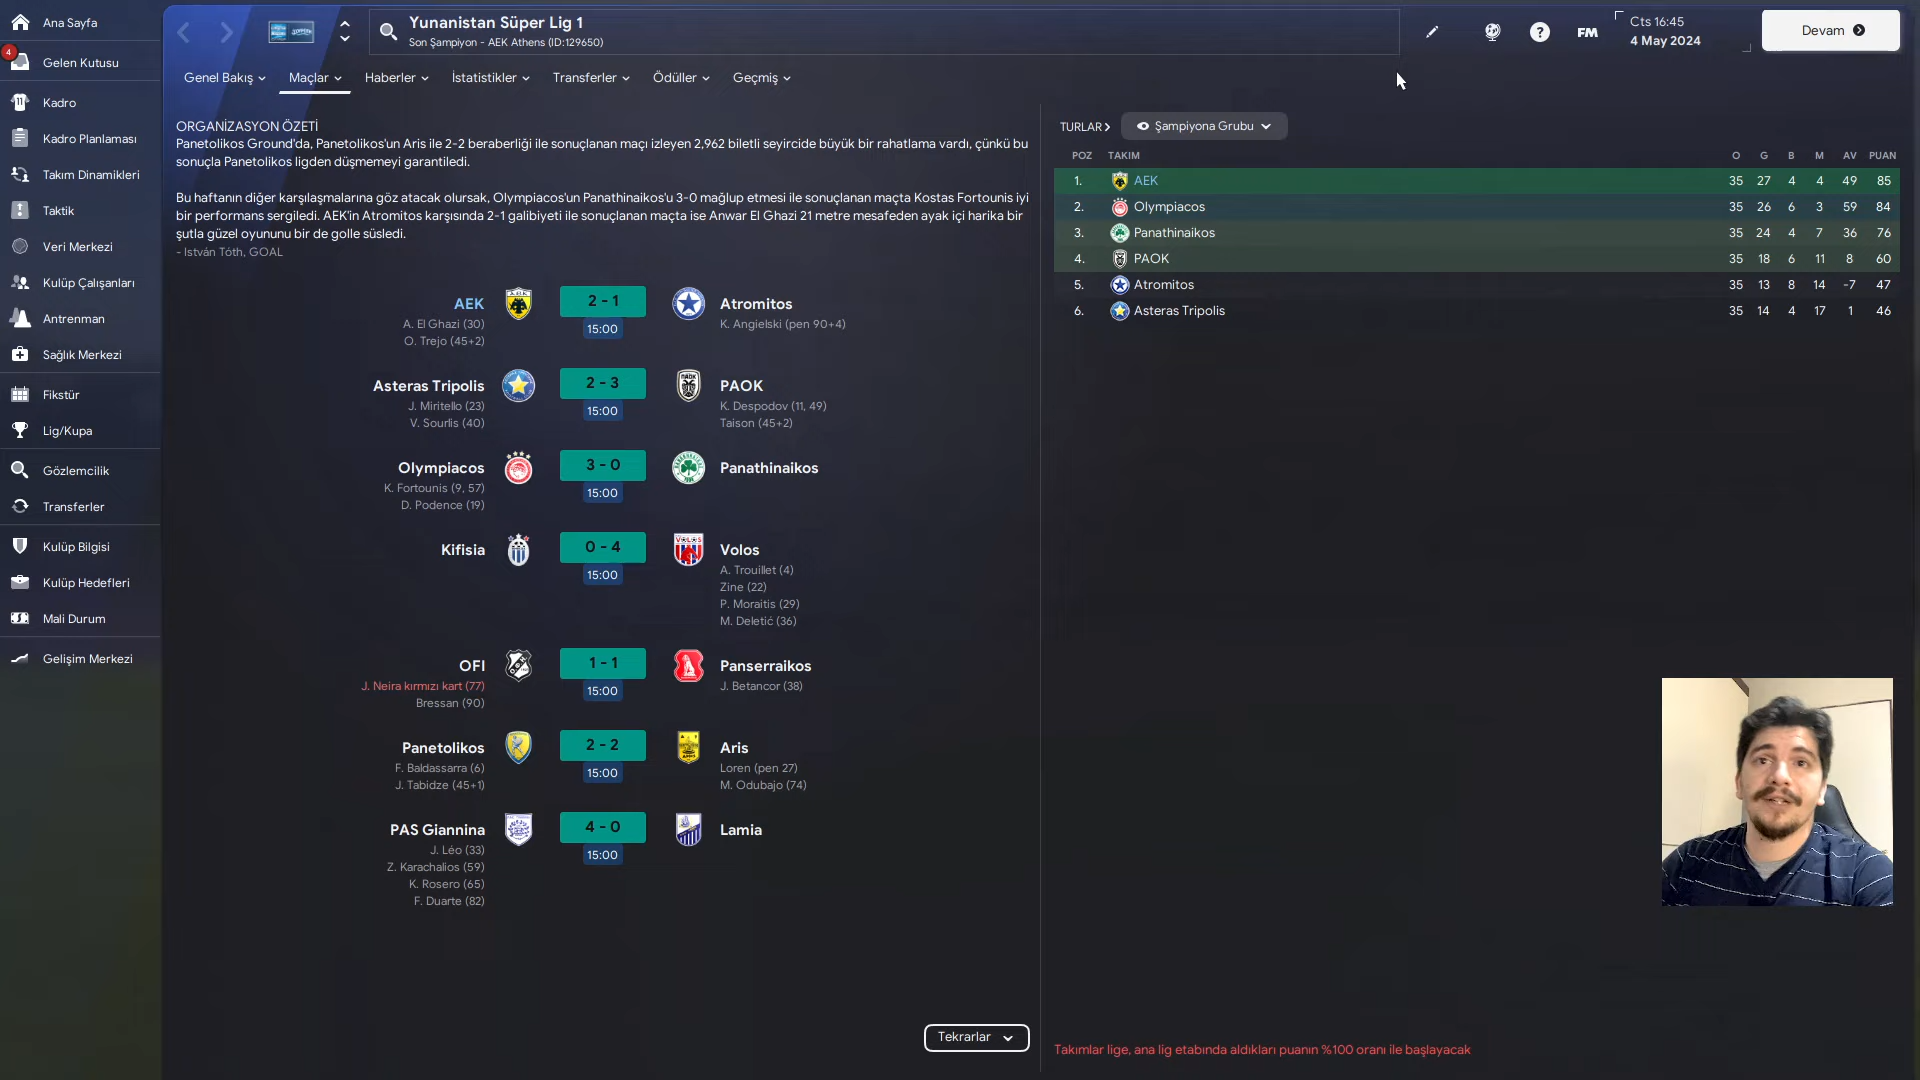 Ana Sayfa
4
Gelen Kutusu
Kadro
Kadro Planlaması
Takım Dinamikleri
Taktik
Veri Merkezi
Kulüp Çalışanları
Antrenman
Sağlık Merkezi
Fikstür
Lig/Kupa
Gözlemcilik
Transferler
Kulüp Bilgisi
Kulüp Hedefleri
Mali Durum
Gelişim Merkezi
Yunanistan Süper Lig 1
Son Şampiyon - AEK Athens (ID:129650)
FM
Cts 16:45
4 May 2024
Devam
Genel Bakış
Maçlar
Haberler
İstatistikler
Transferler
Ödüller
Geçmiş
ORGANİZASYON ÖZETİ
Panetolikos Ground'da, Panetolikos'un Aris ile 2-2 beraberliği ile sonuçlanan maçı izleyen 2,962 biletli seyircide büyük bir rahatlama vardı, çünkü bu
sonuçla Panetolikos ligden düşmemeyi garantiledi.
Bu haftanın diğer karşılaşmalarına göz atacak olursak, Olympiacos'un Panathinaikos'u 3-0 mağlup etmesi ile sonuçlanan maçta Kostas Fortounis iyi
bir performans sergiledi. AEK'in Atromitos karşısında 2-1 galibiyeti ile sonuçlanan maçta ise Anwar El Ghazi 21 metre mesafeden ayak içi harika bir
şutla güzel oyununu bir de golle süsledi.
- István Tóth, GOAL
AEK 2 - 1 Atromitos
A. El Ghazi (30) 15:00 K. Angielski (pen 90+4)
O. Trejo (45+2)
Asteras Tripolis 2 - 3 PAOK
J. Miritello (23) 15:00 K. Despodov (11, 49)
V. Sourlis (40) Taison (45+2)
Olympiacos 3 - 0 Panathinaikos
K. Fortounis (9, 57) 15:00
D. Podence (19)
Kifisia 0 - 4 Volos
15:00 A. Trouillet (4)
Zine (22)
P. Moraitis (29)
M. Deletić (36)
OFI 1 - 1 Panserraikos
J. Neira kırmızı kart (77) 15:00 J. Betancor (38)
Bressan (90)
Panetolikos 2 - 2 Aris
F. Baldassarra (6) 15:00 Loren (pen 27)
J. Tabidze (45+1) M. Odubajo (74)
PAS Giannina 4 - 0 Lamia
J. Léo (33) 15:00
Z. Karachalios (59)
K. Rosero (65)
F. Duarte (82)
Tekrarlar
TURLAR Şampiyona Grubu
POZ TAKIM O G B M AV PUAN
1. AEK 35 27 4 4 49 85
2. Olympiacos 35 26 6 3 59 84
3. Panathinaikos 35 24 4 7 36 76
4. PAOK 35 18 6 11 8 60
5. Atromitos 35 13 8 14 -7 47
6. Asteras Tripolis 35 14 4 17 1 46
Takımlar lige, ana lig etabında aldıkları puanın %100 oranı ile başlayacak